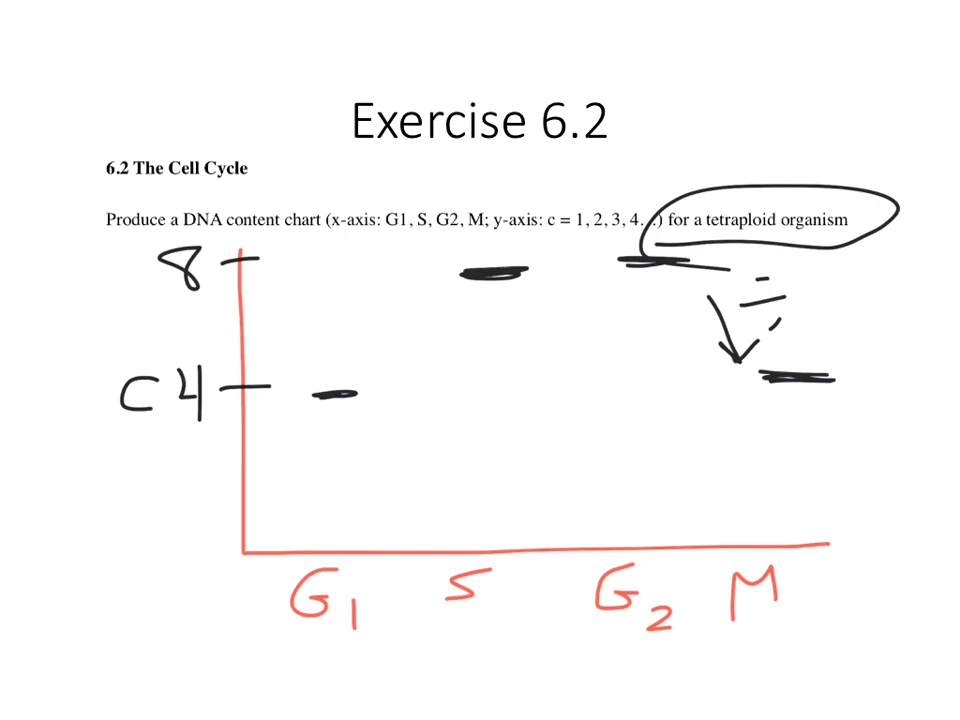 Exercise 6.2
6.2 The Cell Cycle
Produce a DNA content chart (x-axis: G1, S, G2, M; y-axis: c = 1, 2, 3, 4...) for a tetraploid organism
8
C 4
G1 S G2 M